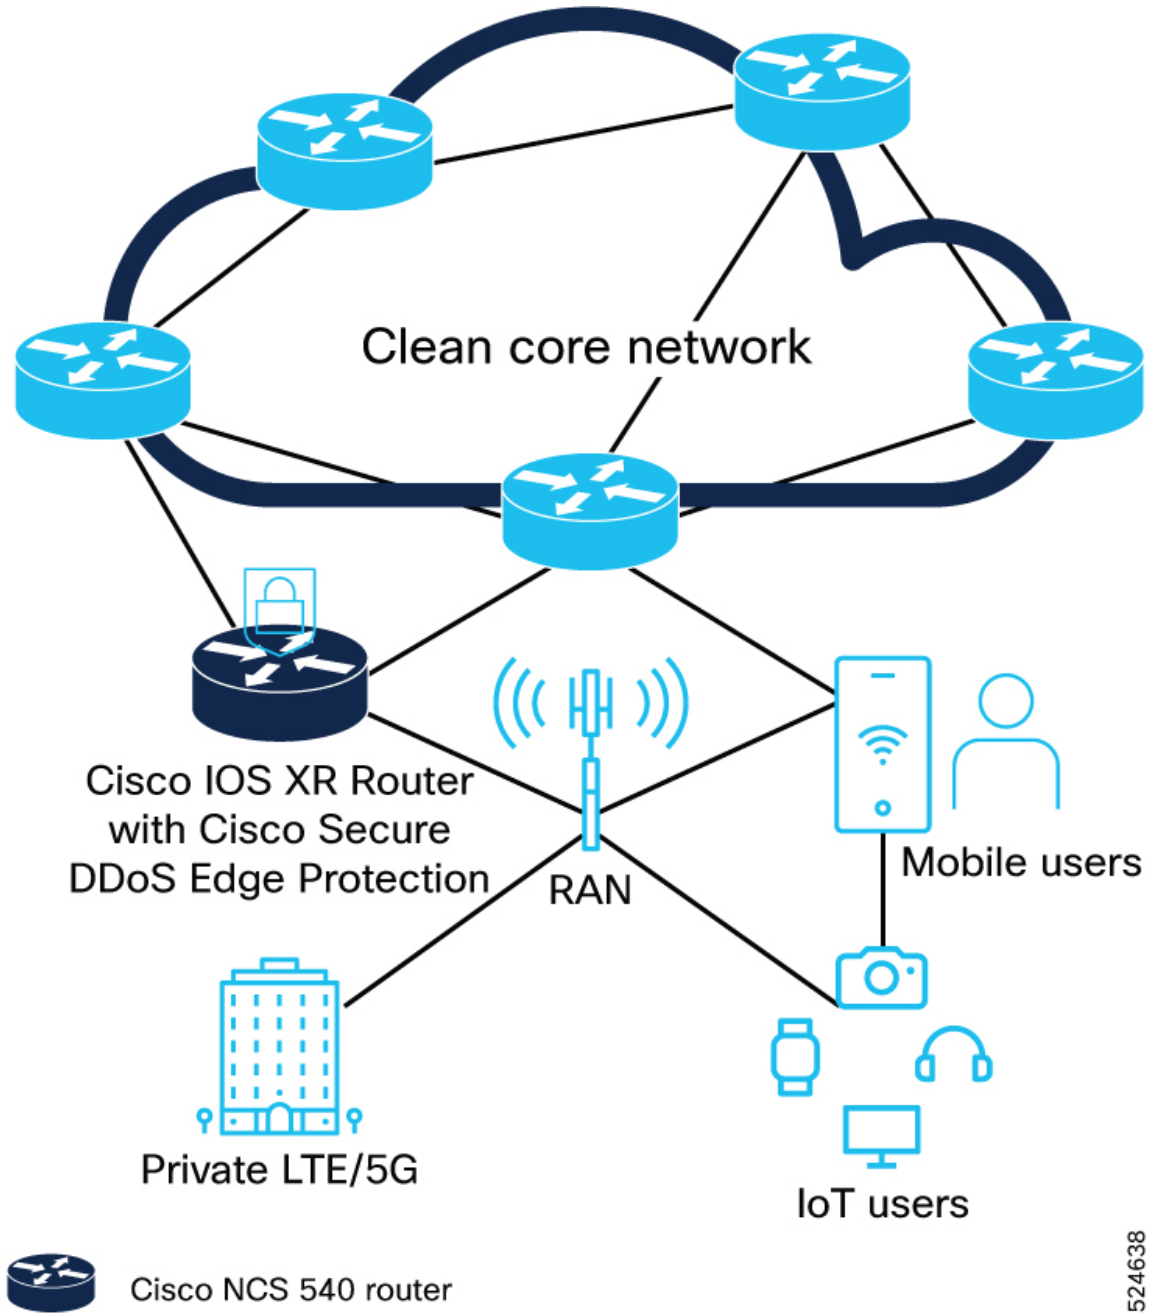 Clean core network
Cisco IOS XR Router
with Cisco Secure
DDoS Edge Protection
RAN
Mobile users
Private LTE/5G
IoT users
Cisco NCS 540 router
524638